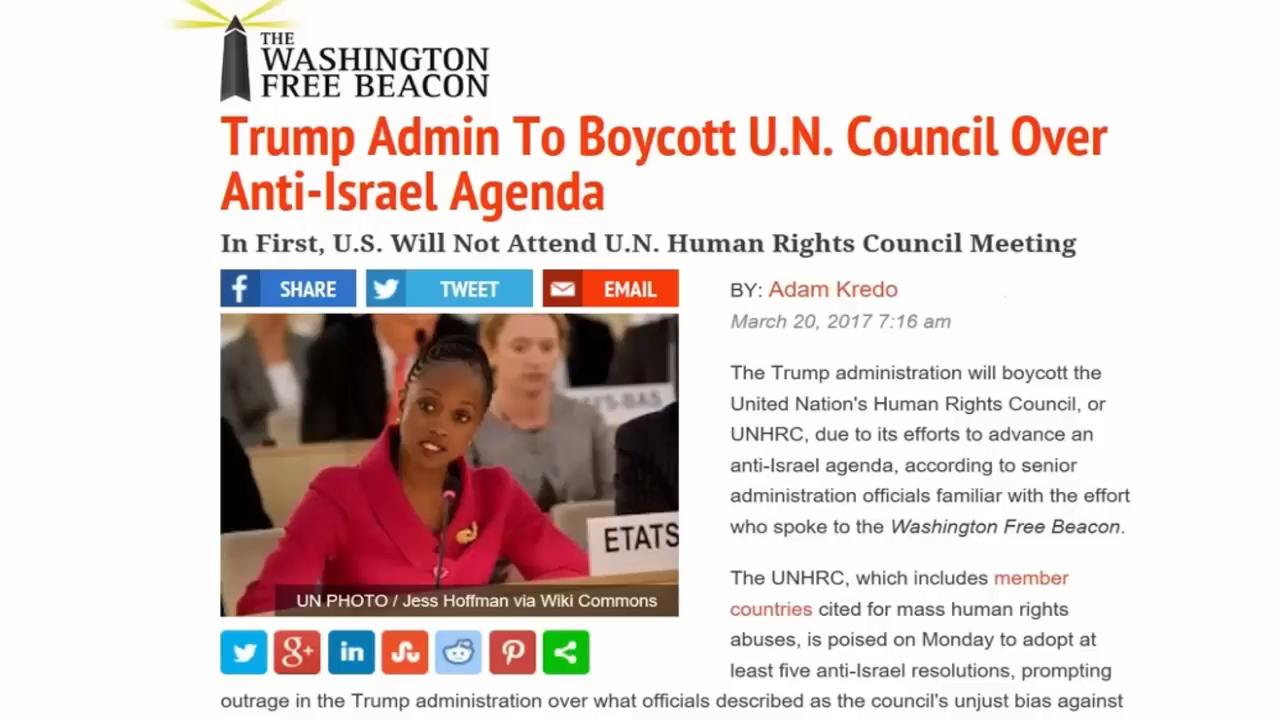 THE
WASHINGTON
FREE BEACON
Trump Admin To Boycott U.N. Council Over
Anti-Israel Agenda
In First, U.S. Will Not Attend U.N. Human Rights Council Meeting
SHARE
TWEET
EMAIL
BY: Adam Kredo
March 20, 2017 7:16 am
ETATS
UN PHOTO / Jess Hoffman via Wiki Commons
The Trump administration will boycott the
United Nation's Human Rights Council, or
UNHRC, due to its efforts to advance an
anti-Israel agenda, according to senior
administration officials familiar with the effort
who spoke to the Washington Free Beacon.
The UNHRC, which includes member
countries cited for mass human rights
abuses, is poised on Monday to adopt at
least five anti-Israel resolutions, prompting
outrage in the Trump administration over what officials described as the council's unjust bias against